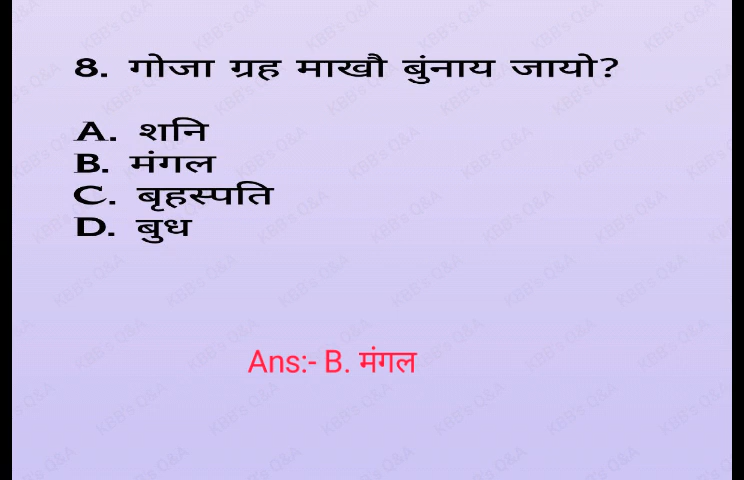 8. गोजा ग्रह माखौ बुंनाय जायो?
A. शनि
B. मंगल
C. बृहस्पति
D. बुध
Ans:- B. मंगल